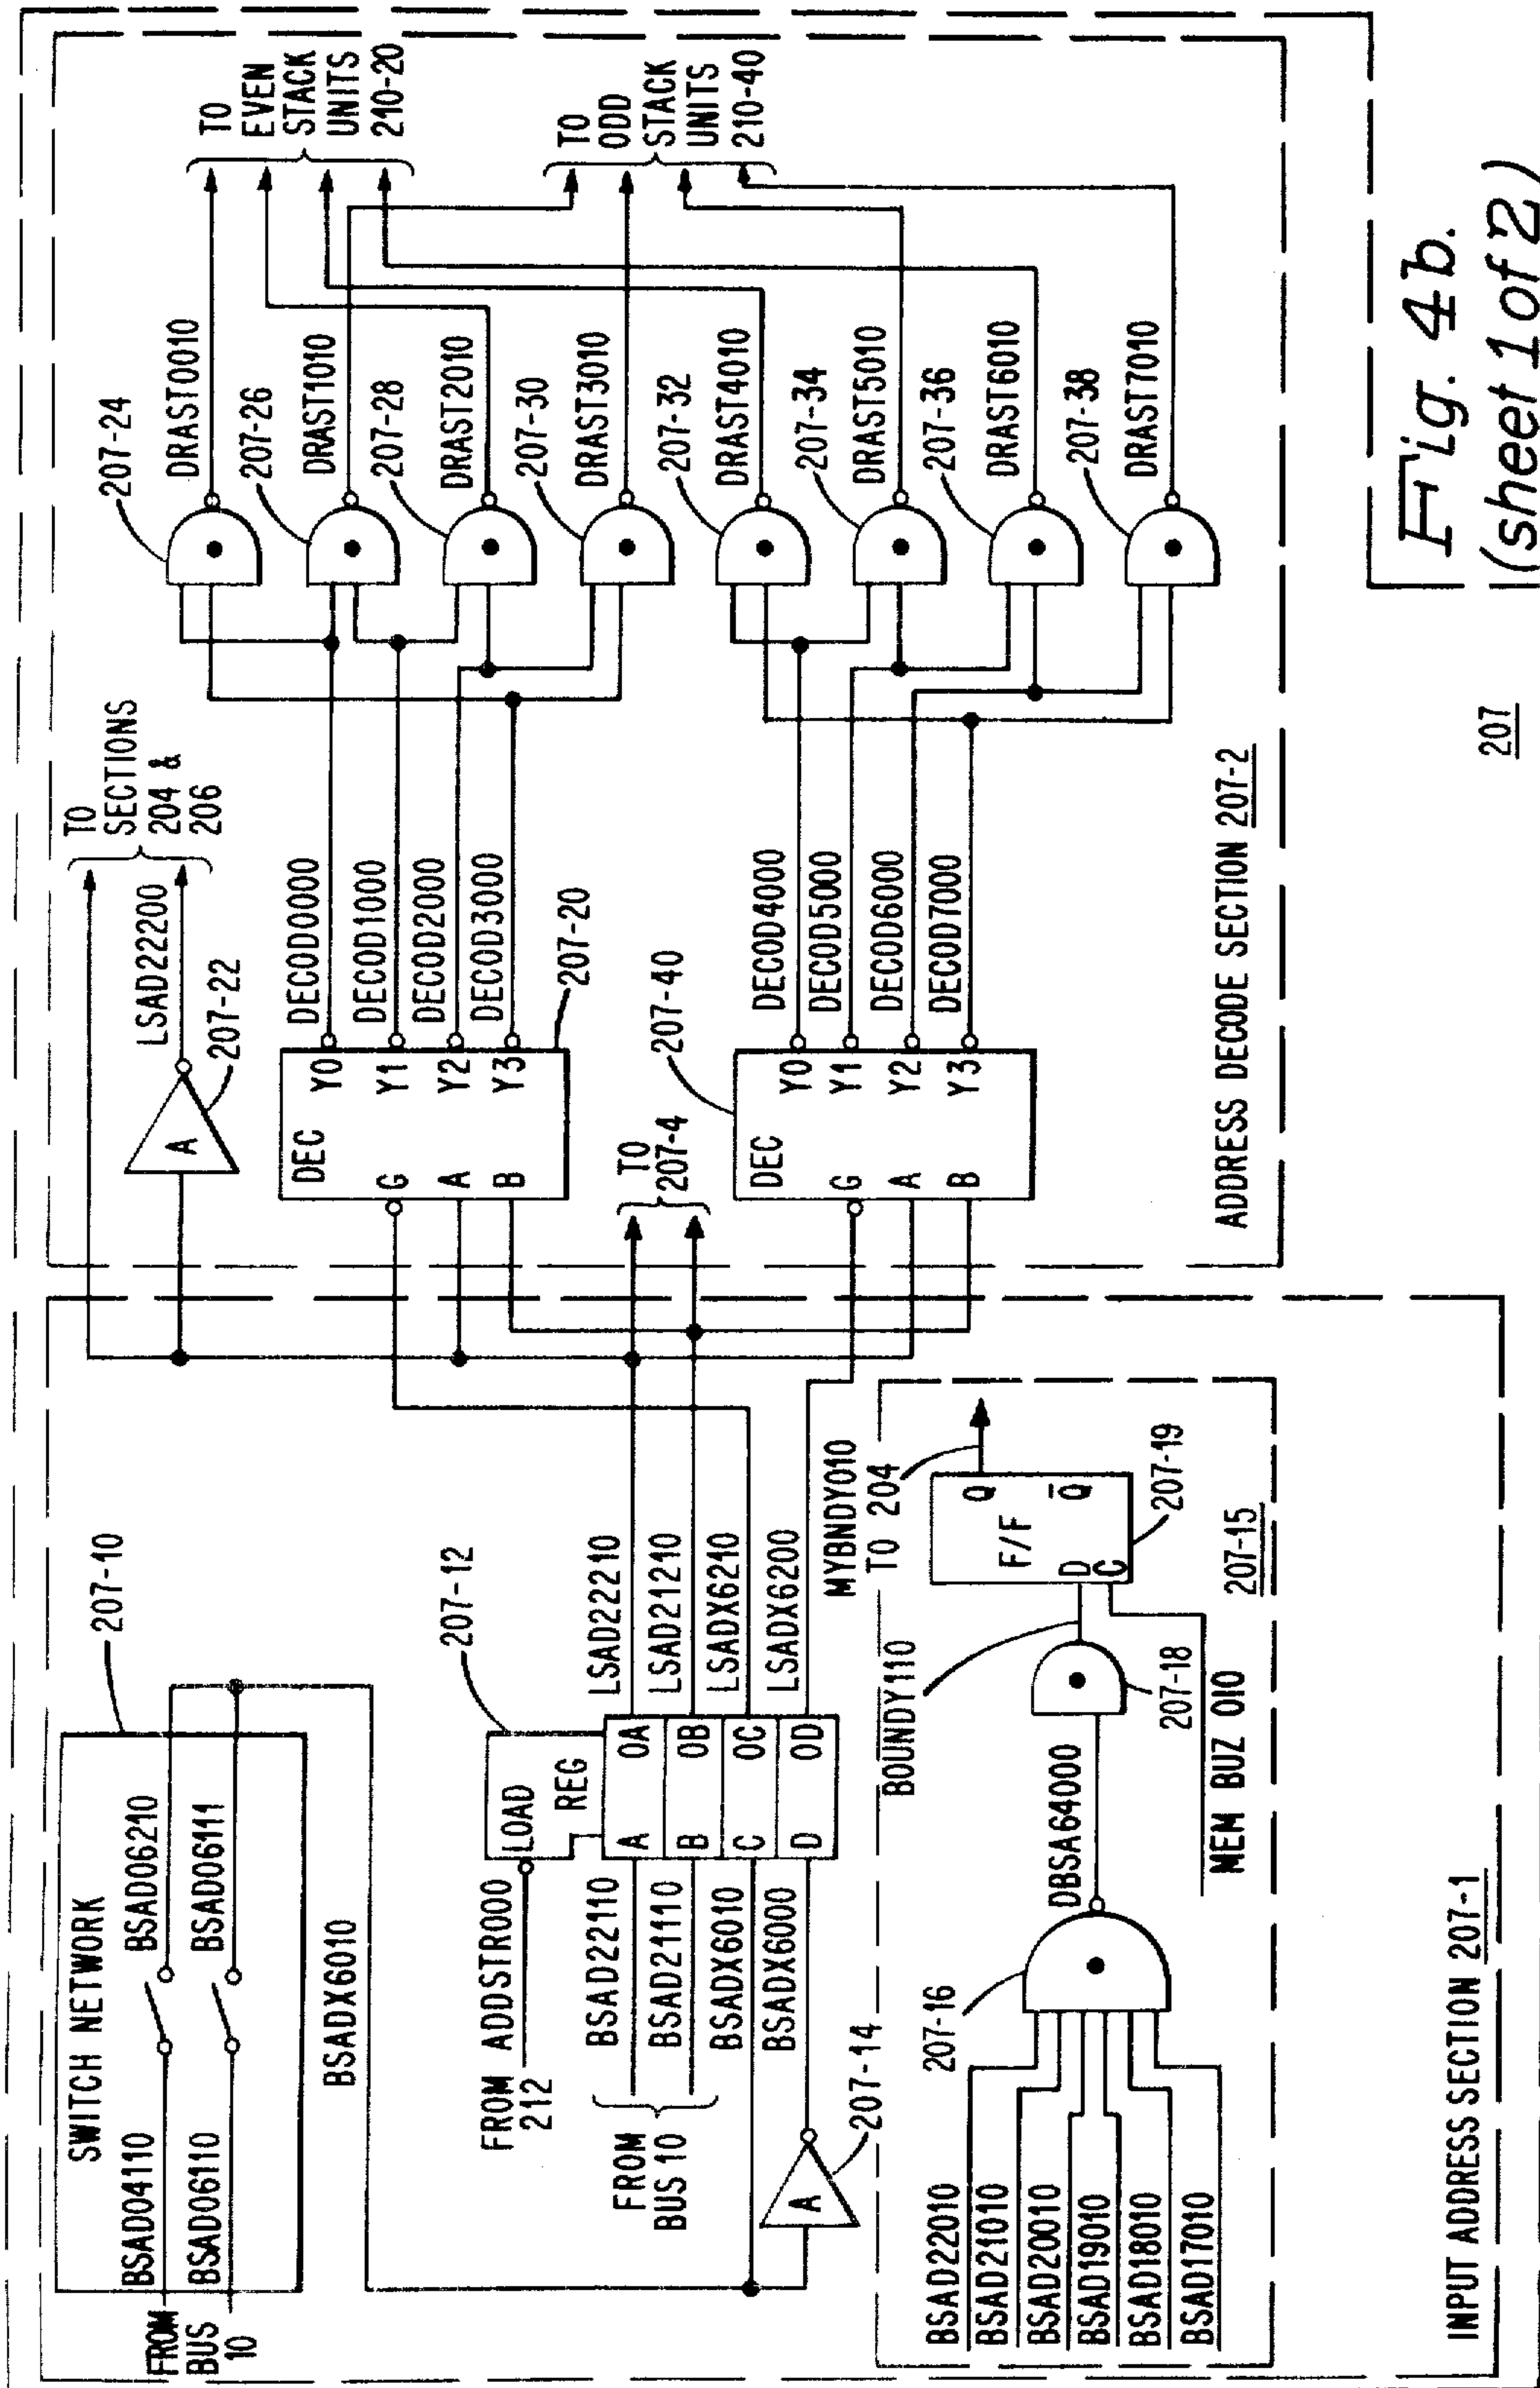 207-10
SWITCH NETWORK
BSAD04110
BSAD06210
BSAD06110
BSAD06111
FROM
BUS
10
BSADX6010
207-12
LOAD
REG
FROM
212
ADDSTR000
BSAD22110
A
OA
LSAD22210
BSAD21110
B
OB
LSAD21210
BSADX6010
C
OC
LSADX6210
BSADX6000
D
OD
LSADX6200
FROM
BUS 10
A
207-14
MYBNDY010
TO 204
BOUNDY110
207-16
DBSA64000
207-18
F/F
D
C
Q
Q̅
207-19
207-15
MEM BUZ 010
BSAD22010
BSAD21010
BSAD20010
BSAD19010
BSAD18010
BSAD17010
INPUT ADDRESS SECTION 207-1
TO
SECTIONS
204 &
206
LSAD22200
A
207-22
DEC
G
A
B
Y0
Y1
Y2
Y3
207-20
DECOD0000
DECOD1000
DECOD2000
DECOD3000
TO
207-4
207-40
DEC
G
A
B
Y0
Y1
Y2
Y3
DECOD4000
DECOD5000
DECOD6000
DECOD7000
207-24
DRAST0010
207-26
DRAST1010
207-28
DRAST2010
207-30
DRAST3010
207-32
DRAST4010
207-34
DRAST5010
207-36
DRAST6010
207-38
DRAST7010
TO
EVEN
STACK
UNITS
210-20
TO
ODD
STACK
UNITS
210-40
ADDRESS DECODE SECTION 207-2
207
Fig. 4b.
(sheet 1 of 2)